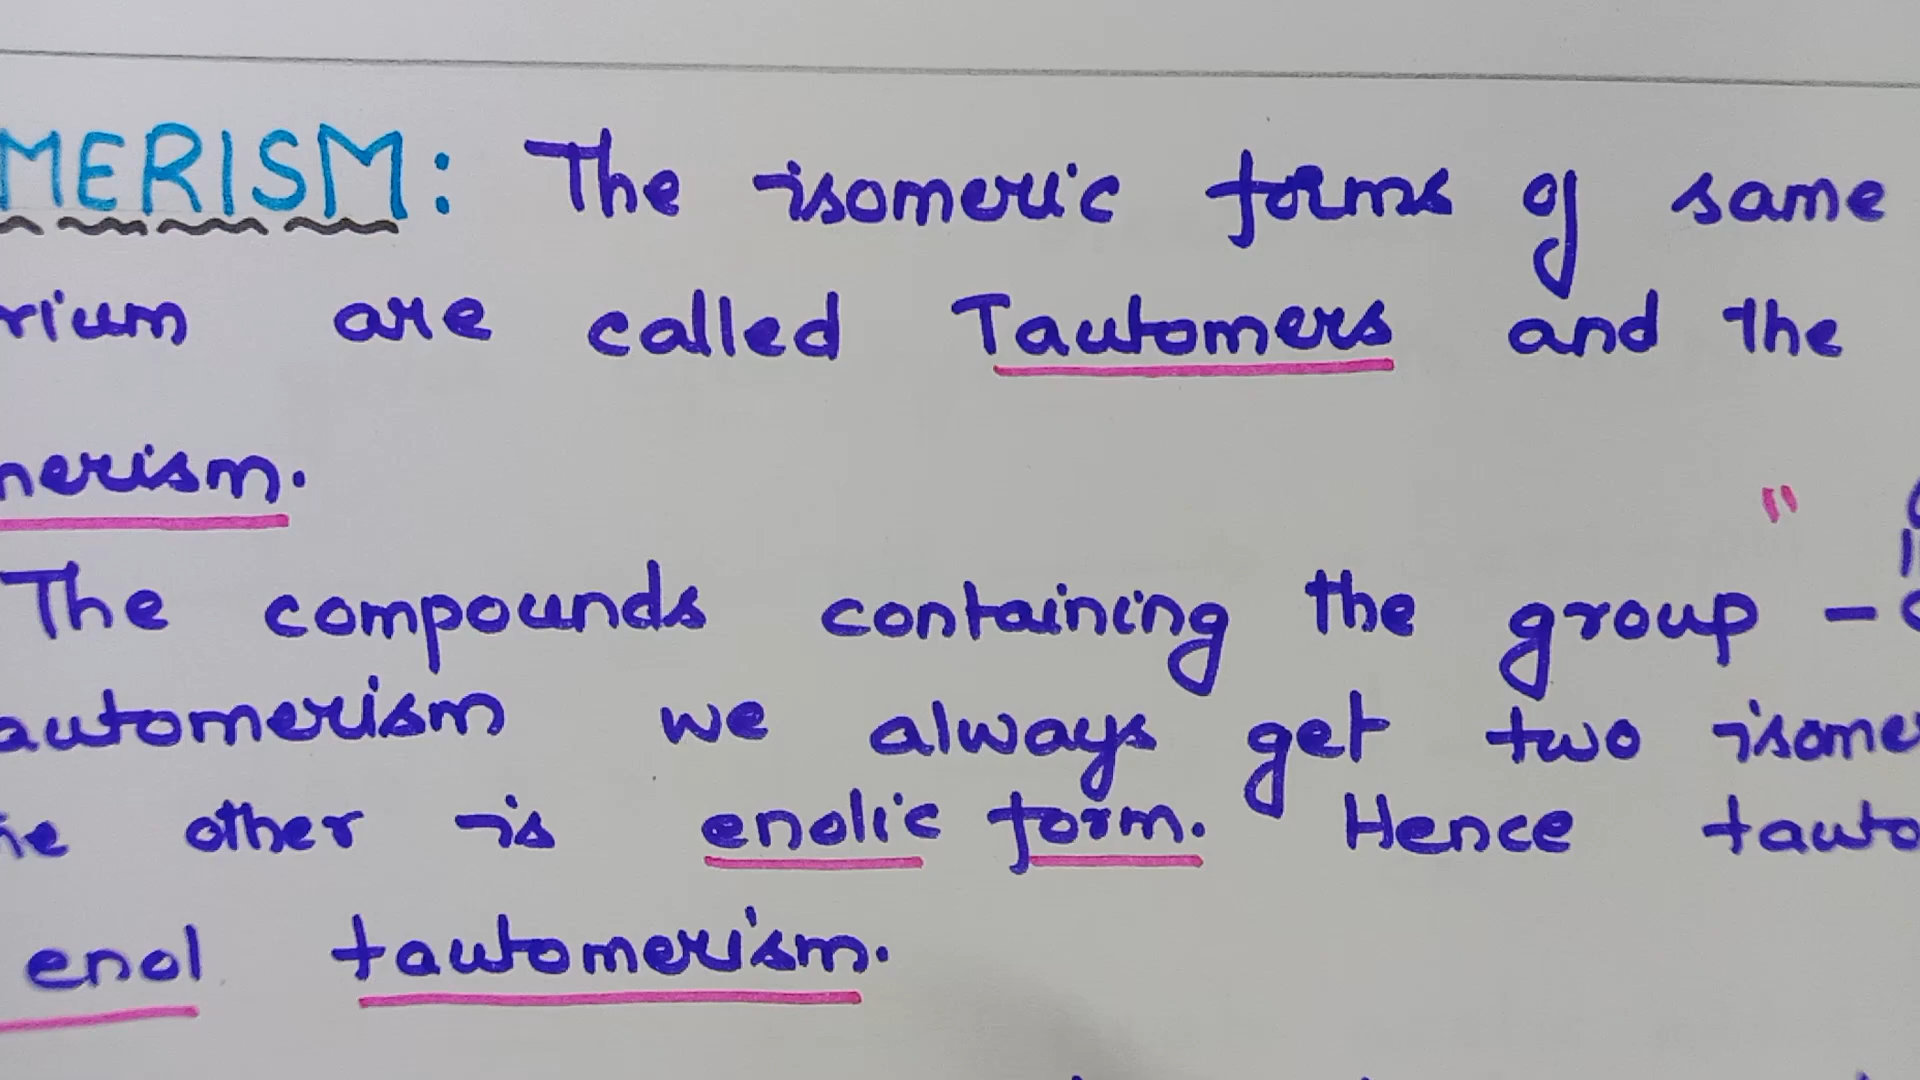 MERISM: The isomeric forms of same
rium are called Tautomers and the
merism.
"
The compounds containing the group -
automerism we always get two isome
he other is enolic form. Hence tauto
enol tautomerism.